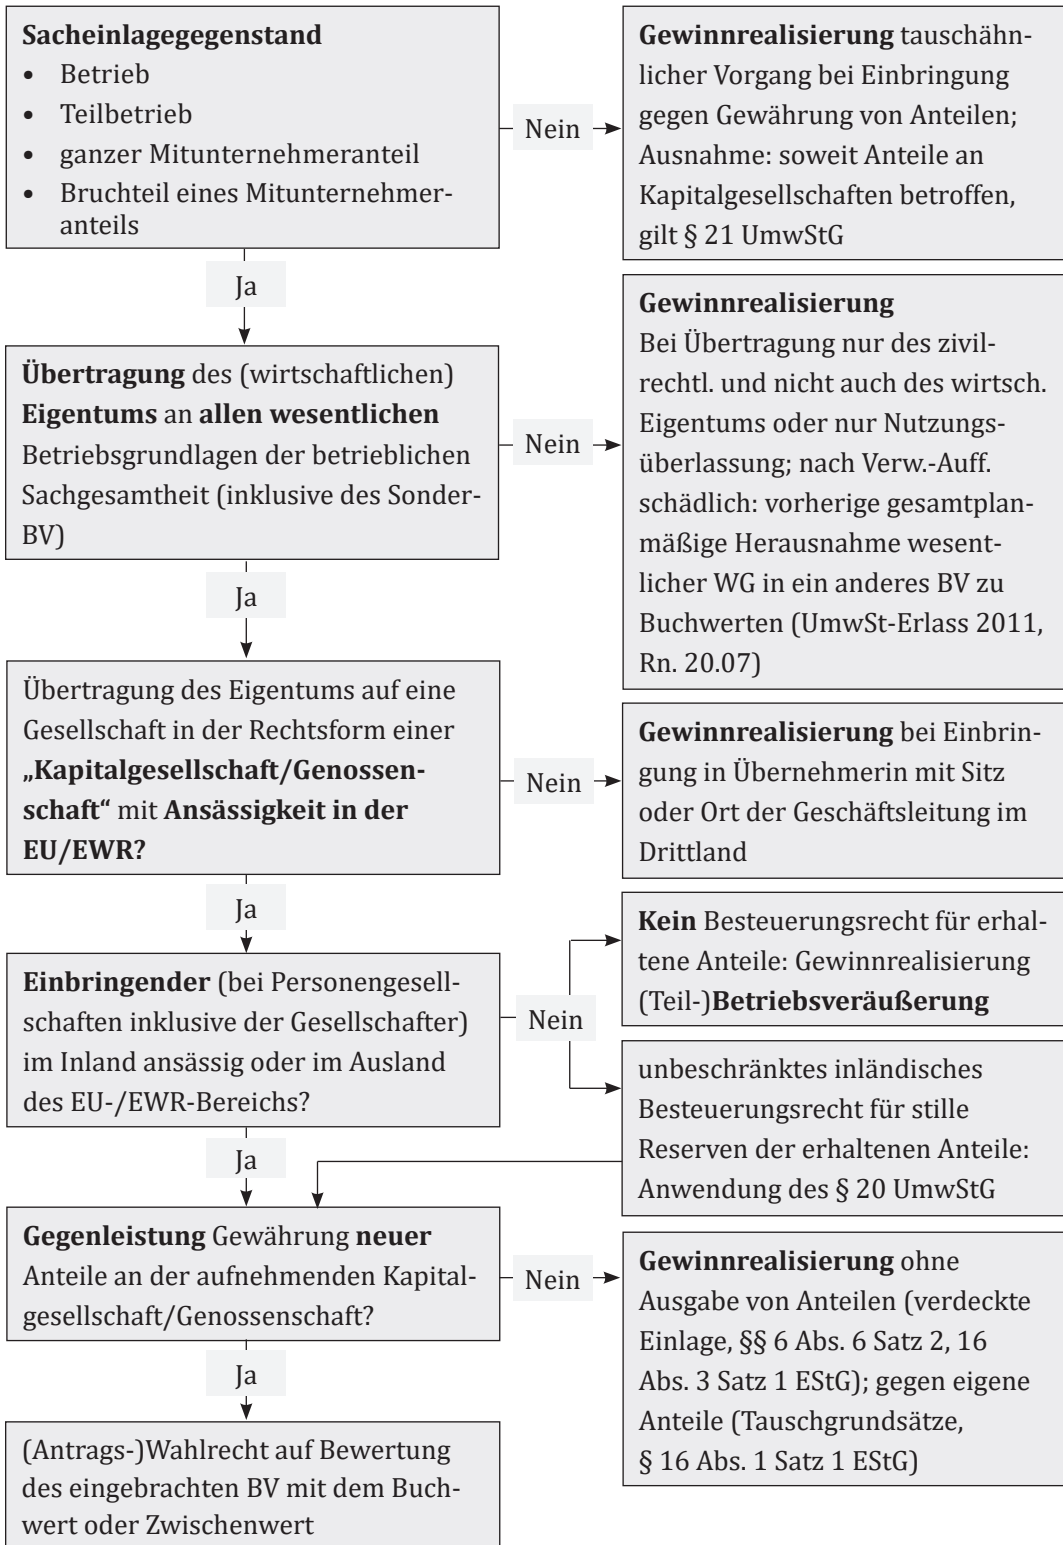 Sacheinlagegegenstand
• Betrieb
• Teilbetrieb
• ganzer Mitunternehmeranteil
• Bruchteil eines Mitunternehmer-
anteils
Nein
Gewinnrealisierung tauschähn-
licher Vorgang bei Einbringung
gegen Gewährung von Anteilen;
Ausnahme: soweit Anteile an
Kapitalgesellschaften betroffen,
gilt § 21 UmwStG
Ja
Übertragung des (wirtschaftlichen)
Eigentums an allen wesentlichen
Betriebsgrundlagen der betrieblichen
Sachgesamtheit (inklusive des Sonder-
BV)
Nein
Gewinnrealisierung
Bei Übertragung nur des zivil-
rechtl. und nicht auch des wirtsch.
Eigentums oder nur Nutzungs-
überlassung; nach Verw.-Auff.
schädlich: vorherige gesamtplan-
mäßige Herausnahme wesent-
licher WG in ein anderes BV zu
Buchwerten (UmwSt-Erlass 2011,
Rn. 20.07)
Ja
Übertragung des Eigentums auf eine
Gesellschaft in der Rechtsform einer
„Kapitalgesellschaft/Genossen-
schaft“ mit Ansässigkeit in der
EU/EWR?
Nein
Gewinnrealisierung bei Einbrin-
gung in Übernehmerin mit Sitz
oder Ort der Geschäftsleitung im
Drittland
Ja
Einbringender (bei Personengesell-
schaften inklusive der Gesellschafter)
im Inland ansässig oder im Ausland
des EU-/EWR-Bereichs?
Nein
Kein Besteuerungsrecht für erhal-
tene Anteile: Gewinnrealisierung
(Teil-)Betriebsveräußerung
unbeschränktes inländisches
Besteuerungsrecht für stille
Reserven der erhaltenen Anteile:
Anwendung des § 20 UmwStG
Ja
Gegenleistung Gewährung neuer
Anteile an der aufnehmenden Kapital-
gesellschaft/Genossenschaft?
Nein
Gewinnrealisierung ohne
Ausgabe von Anteilen (verdeckte
Einlage, §§ 6 Abs. 6 Satz 2, 16
Abs. 3 Satz 1 EStG); gegen eigene
Anteile (Tauschgrundsätze,
§ 16 Abs. 1 Satz 1 EStG)
Ja
(Antrags-)Wahlrecht auf Bewertung
des eingebrachten BV mit dem Buch-
wert oder Zwischenwert